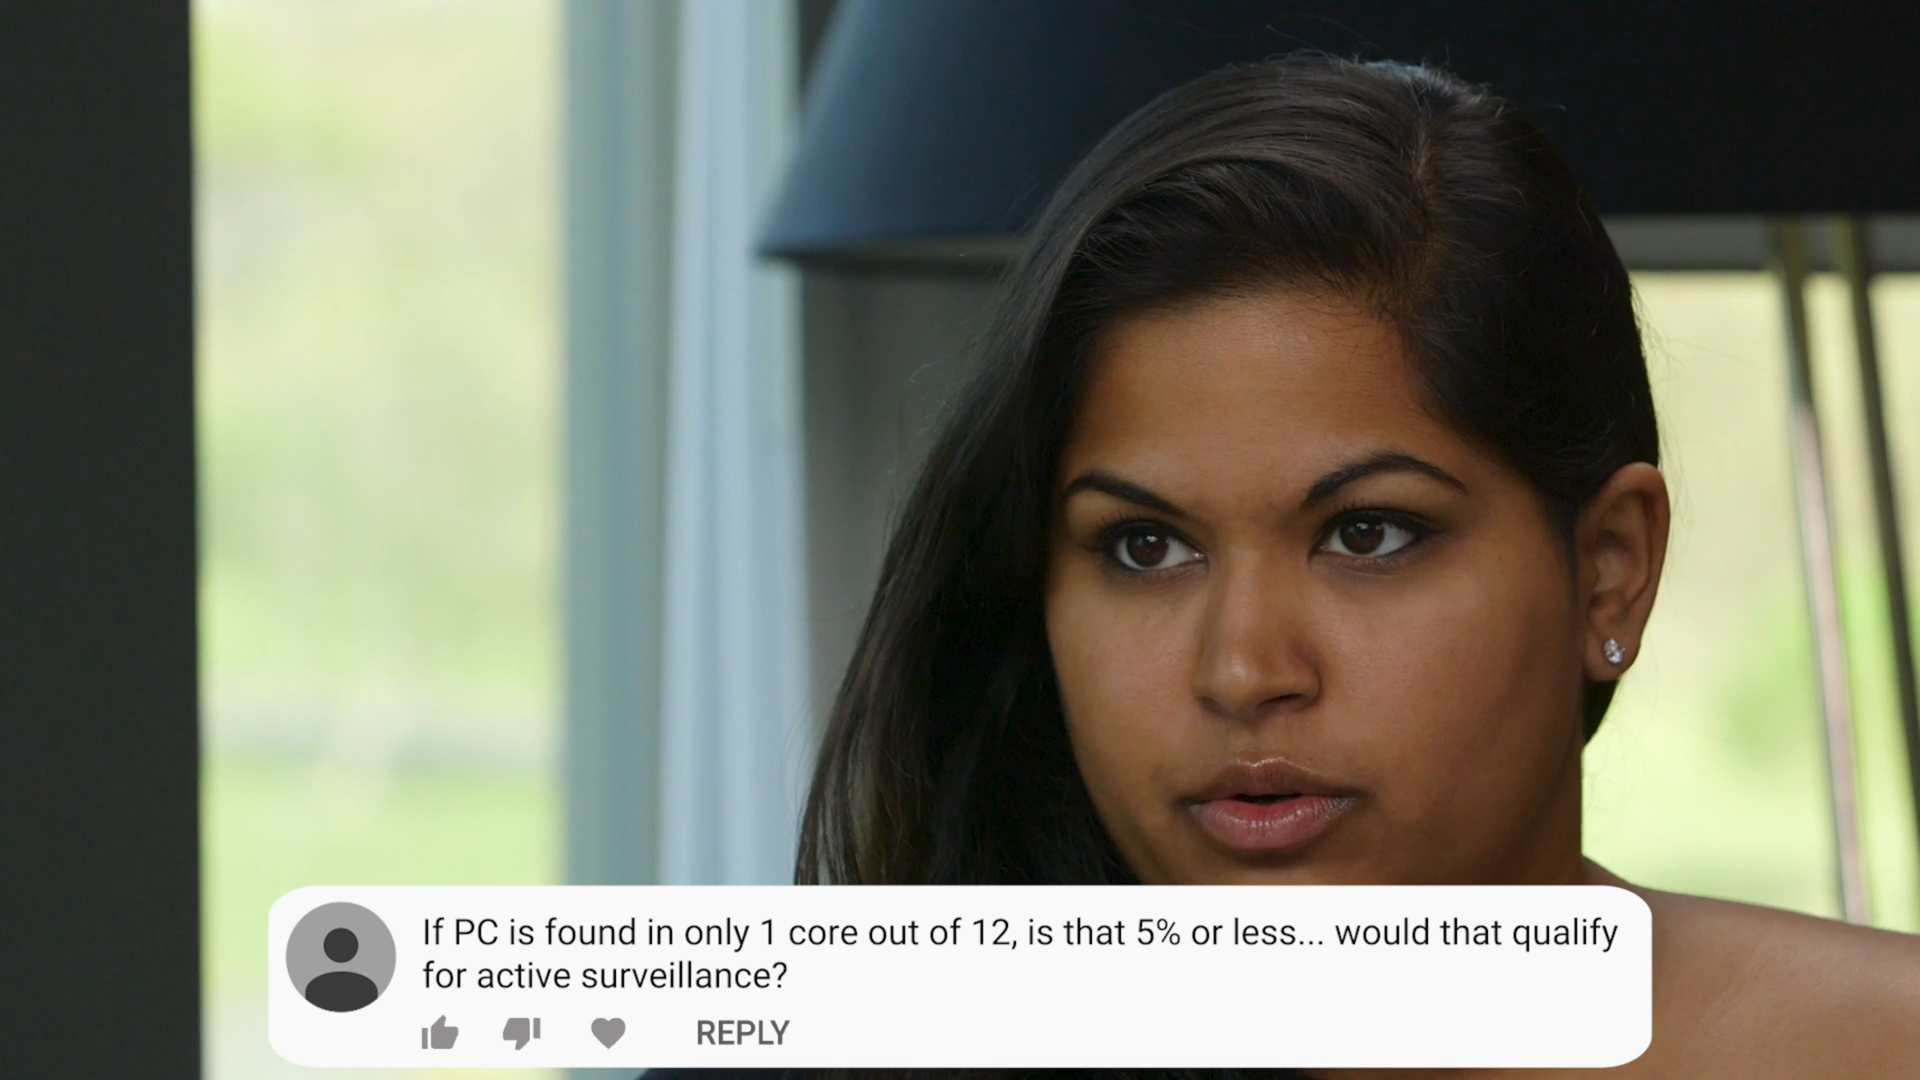 If PC is found in only 1 core out of 12, is that 5% or less... would that qualify
for active surveillance?
REPLY